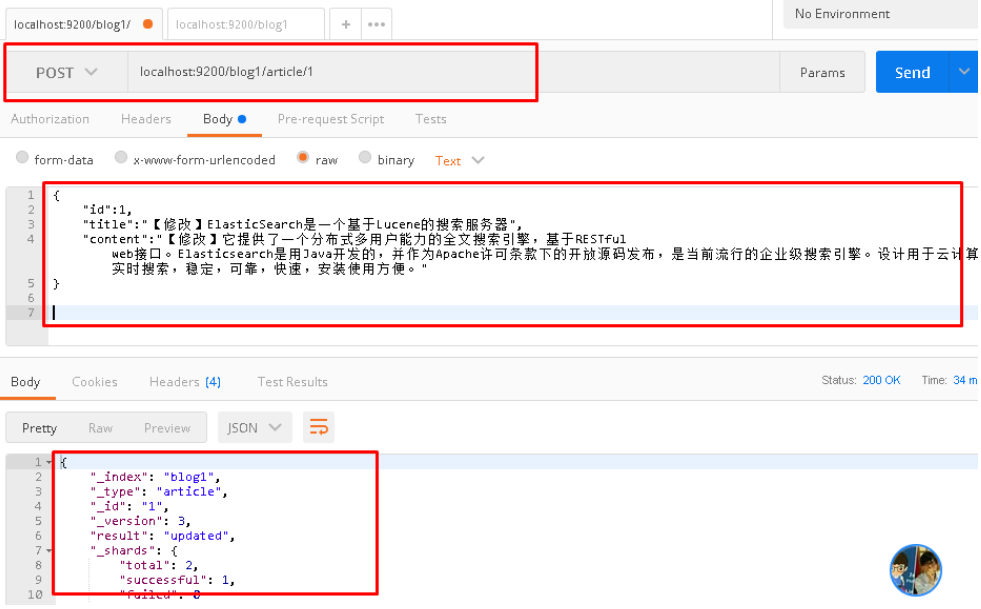 localhost:9200/blog1/
localhost:9200/blog1
+
•••
No Environment
POST
localhost:9200/blog1/article/1
Params
Send
Authorization
Headers
Body
Pre-request Script
Tests
form-data
x-www-form-urlencoded
raw
binary
Text
1 {
2 "id":1,
3 "title":"【修改】ElasticSearch是一个基于Lucene的搜索服务器",
4 "content":"【修改】它提供了一个分布式多用户能力的全文搜索引擎，基于RESTful
web接口。Elasticsearch是用Java开发的，并作为Apache许可条款下的开放源码发布，是当前流行的企业级搜索引擎。设计用于云计算
实时搜索，稳定，可靠，快速，安装使用方便。"
5 }
6
7
Body
Cookies
Headers (4)
Test Results
Status: 200 OK
Time: 34 m
Pretty
Raw
Preview
JSON
1 {
2 "_index": "blog1",
3 "_type": "article",
4 "_id": "1",
5 "_version": 3,
6 "result": "updated",
7 "_shards": {
8 "total": 2,
9 "successful": 1,
10 "failed": 0